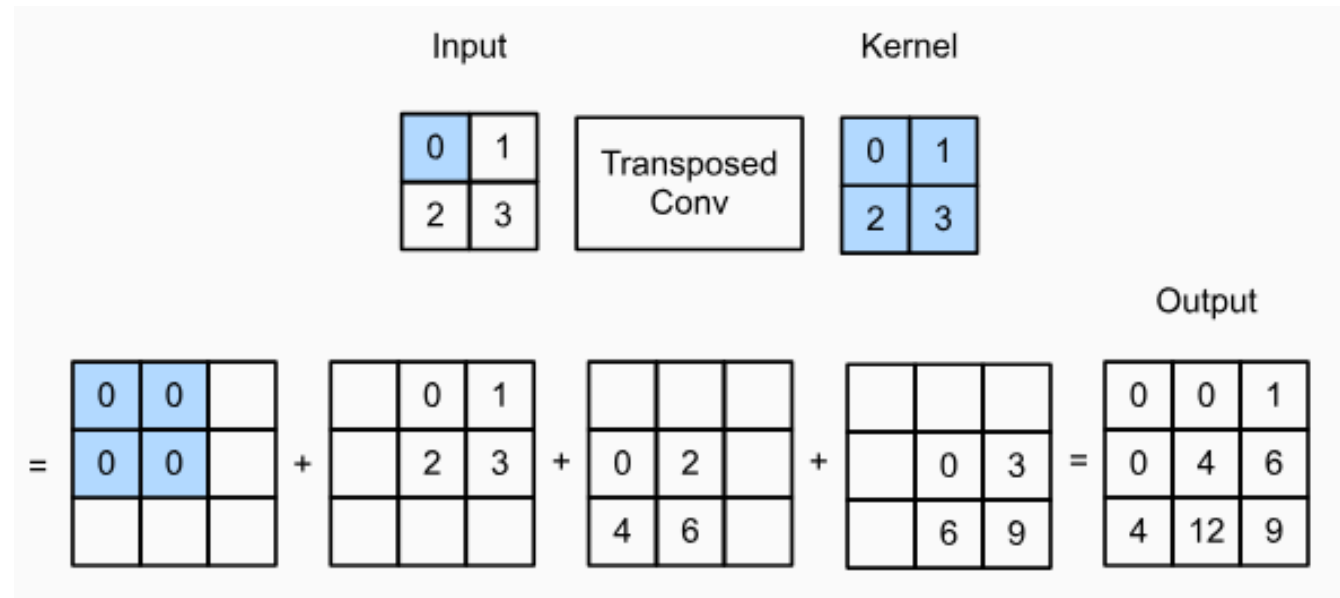 Input Kernel
0 1 Transposed Conv 0 1
2 3 2 3
Output
0 0 0 1 0 0 1
= 0 0 + 2 3 + 0 2 + 0 3 = 0 4 6
4 6 6 9 4 12 9